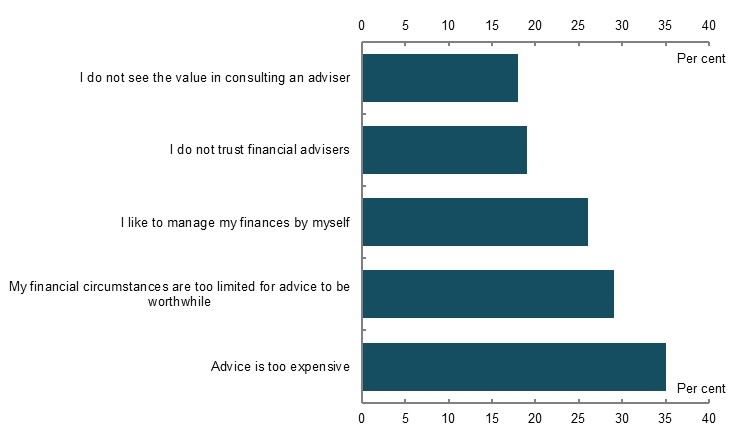 0 5 10 15 20 25 30 35 40
Per cent
I do not see the value in consulting an adviser
I do not trust financial advisers
I like to manage my finances by myself
My financial circumstances are too limited for advice to be
worthwhile
Advice is too expensive
Per cent
0 5 10 15 20 25 30 35 40